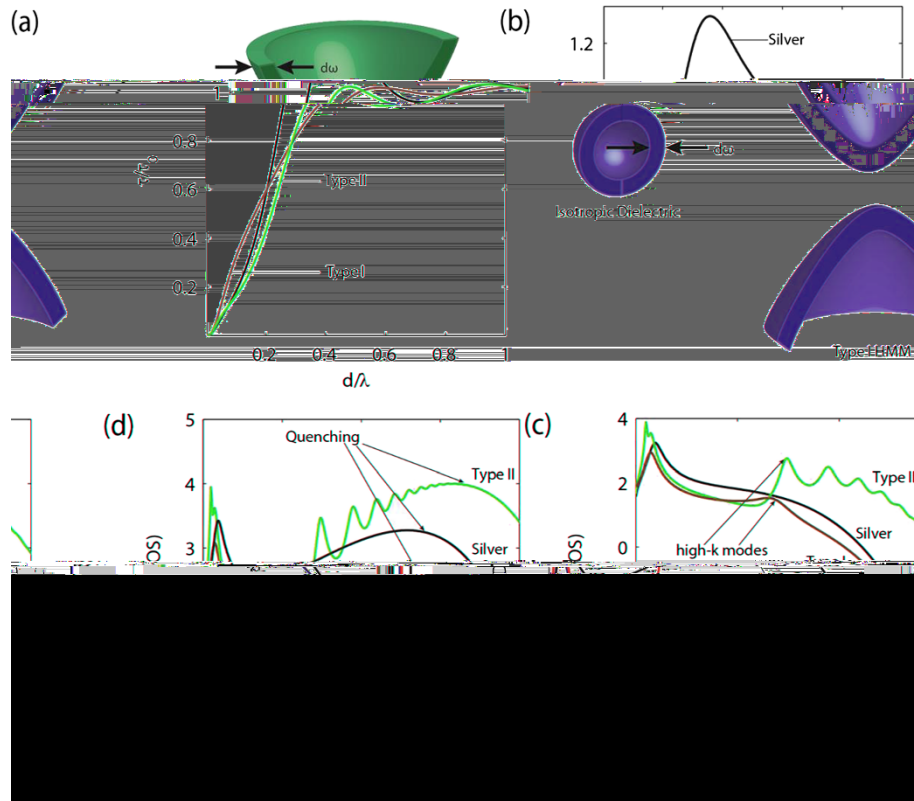 (a)
(b)
1.2
Silver
dω
1
0.8
τ/τ0
0.6
0.4
0.2
Type II
Type I
dω
Isotropic Dielectric
0.2
0.4
0.6
0.8
1
d/λ
Type I HMM
(d)
5
4
3
OS)
Quenching
Type II
Silver
(c)
4
2
0
OS)
Type II
Silver
high-k modes